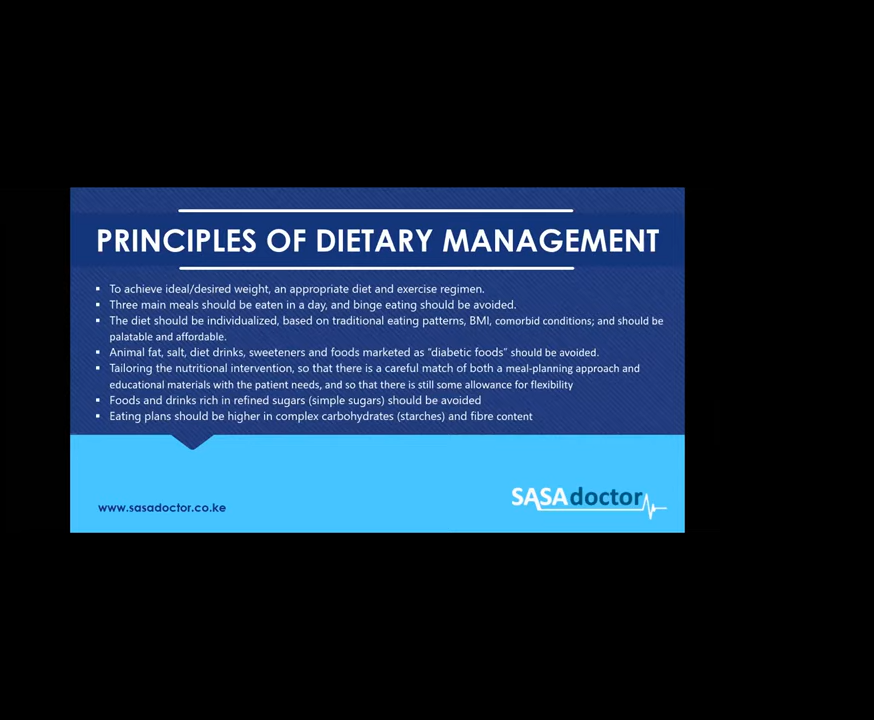 PRINCIPLES OF DIETARY MANAGEMENT
▪ To achieve ideal/desired weight, an appropriate diet and exercise regimen.
▪ Three main meals should be eaten in a day, and binge eating should be avoided.
▪ The diet should be individualized, based on traditional eating patterns, BMI, comorbid conditions; and should be
palatable and affordable.
▪ Animal fat, salt, diet drinks, sweeteners and foods marketed as “diabetic foods” should be avoided.
▪ Tailoring the nutritional intervention, so that there is a careful match of both a meal-planning approach and
educational materials with the patient needs, and so that there is still some allowance for flexibility
▪ Foods and drinks rich in refined sugars (simple sugars) should be avoided
▪ Eating plans should be higher in complex carbohydrates (starches) and fibre content
www.sasadoctor.co.ke
SASAdoctor